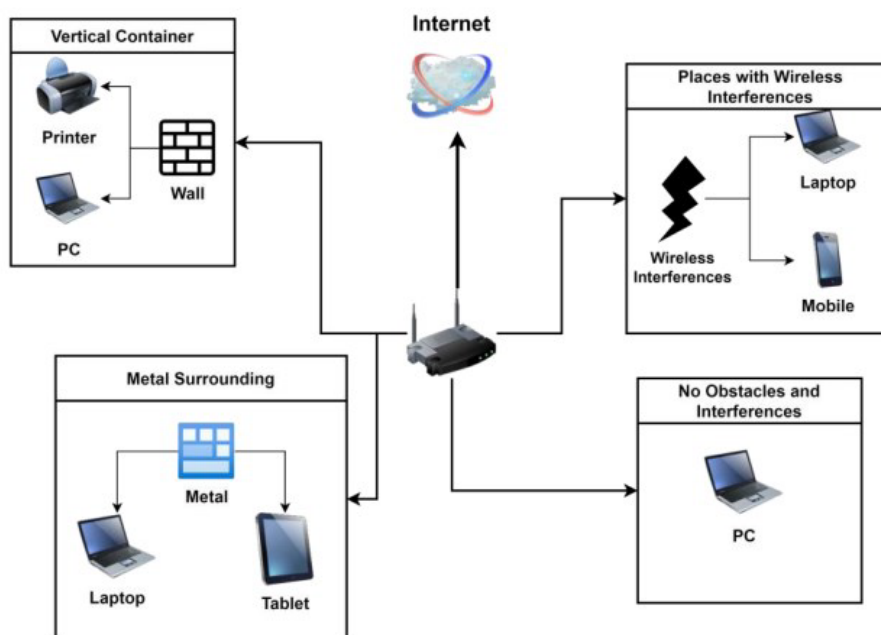 Internet
Vertical Container
Printer
Wall
PC
Places with Wireless
Interferences
Laptop
Wireless
Interferences
Mobile
Metal Surrounding
Metal
Laptop
Tablet
No Obstacles and
Interferences
PC